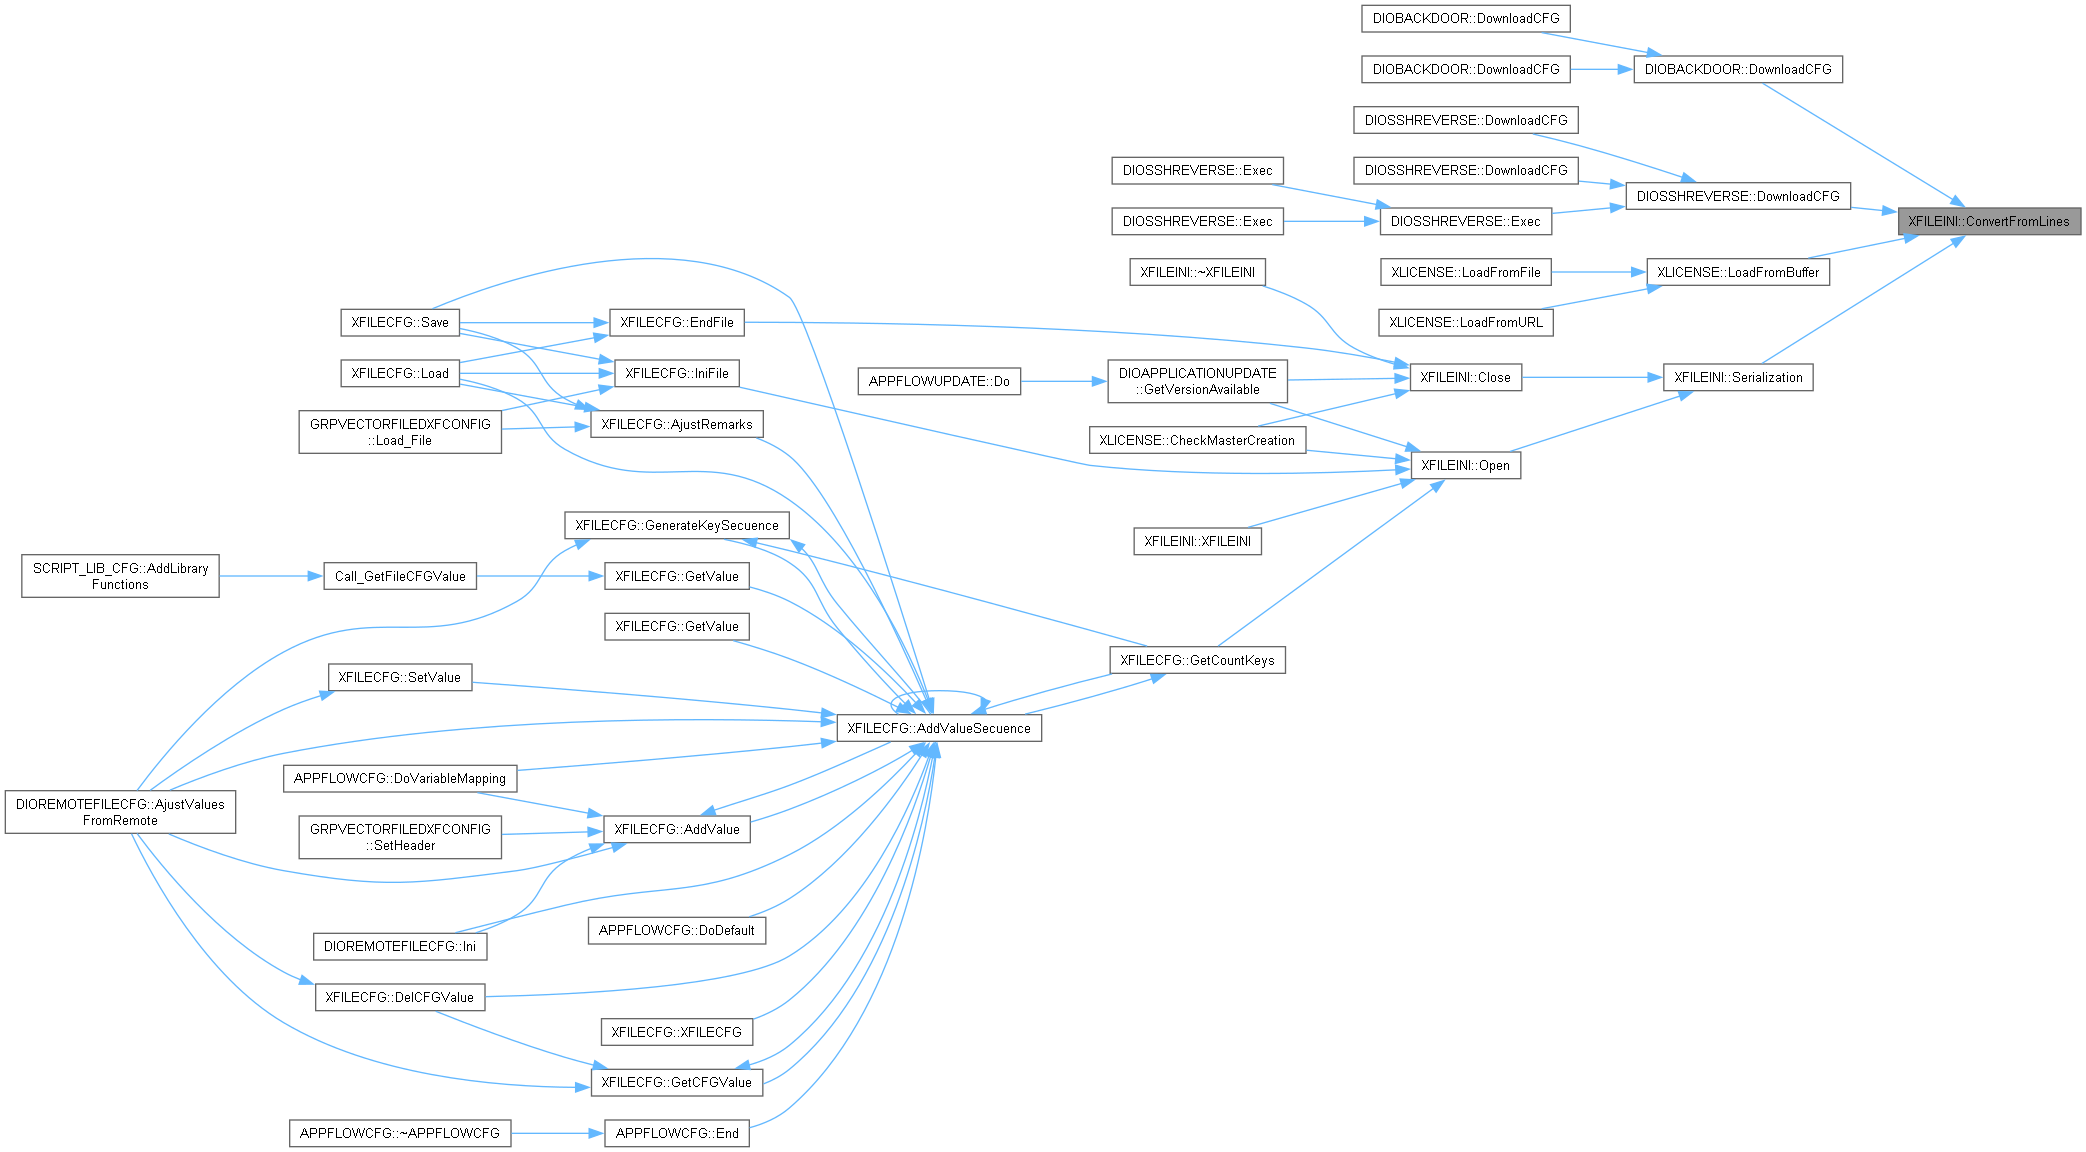 DIOBACKDOOR::DownloadCFG
DIOBACKDOOR::DownloadCFG
DIOBACKDOOR::DownloadCFG
DIOSSHREVERSE::DownloadCFG
DIOSSHREVERSE::Exec
DIOSSHREVERSE::DownloadCFG
DIOSSHREVERSE::DownloadCFG
DIOSSHREVERSE::Exec
DIOSSHREVERSE::Exec
XFILEINI::ConvertFromLines
XFILEINI::~XFILEINI
XLICENSE::LoadFromFile
XLICENSE::LoadFromBuffer
XFILECFG::Save
XFILECFG::EndFile
XLICENSE::LoadFromURL
XFILECFG::Load
XFILECFG::IniFile
APPFLOWUPDATE::Do
DIOAPPLICATIONUPDATE
::GetVersionAvailable
XFILEINI::Close
XFILEINI::Serialization
GRPVECTORFILEDXFCONFIG
::Load_File
XFILECFG::AjustRemarks
XLICENSE::CheckMasterCreation
XFILEINI::Open
XFILECFG::GenerateKeySecuence
XFILEINI::XFILEINI
SCRIPT_LIB_CFG::AddLibrary
Functions
Call_GetFileCFGValue
XFILECFG::GetValue
XFILECFG::GetValue
XFILECFG::GetCountKeys
XFILECFG::SetValue
XFILECFG::AddValueSecuence
APPFLOWCFG::DoVariableMapping
DIOREMOTEFILECFG::AjustValues
FromRemote
GRPVECTORFILEDXFCONFIG
::SetHeader
XFILECFG::AddValue
APPFLOWCFG::DoDefault
DIOREMOTEFILECFG::Ini
XFILECFG::DelCFGValue
XFILECFG::XFILECFG
XFILECFG::GetCFGValue
APPFLOWCFG::~APPFLOWCFG
APPFLOWCFG::End